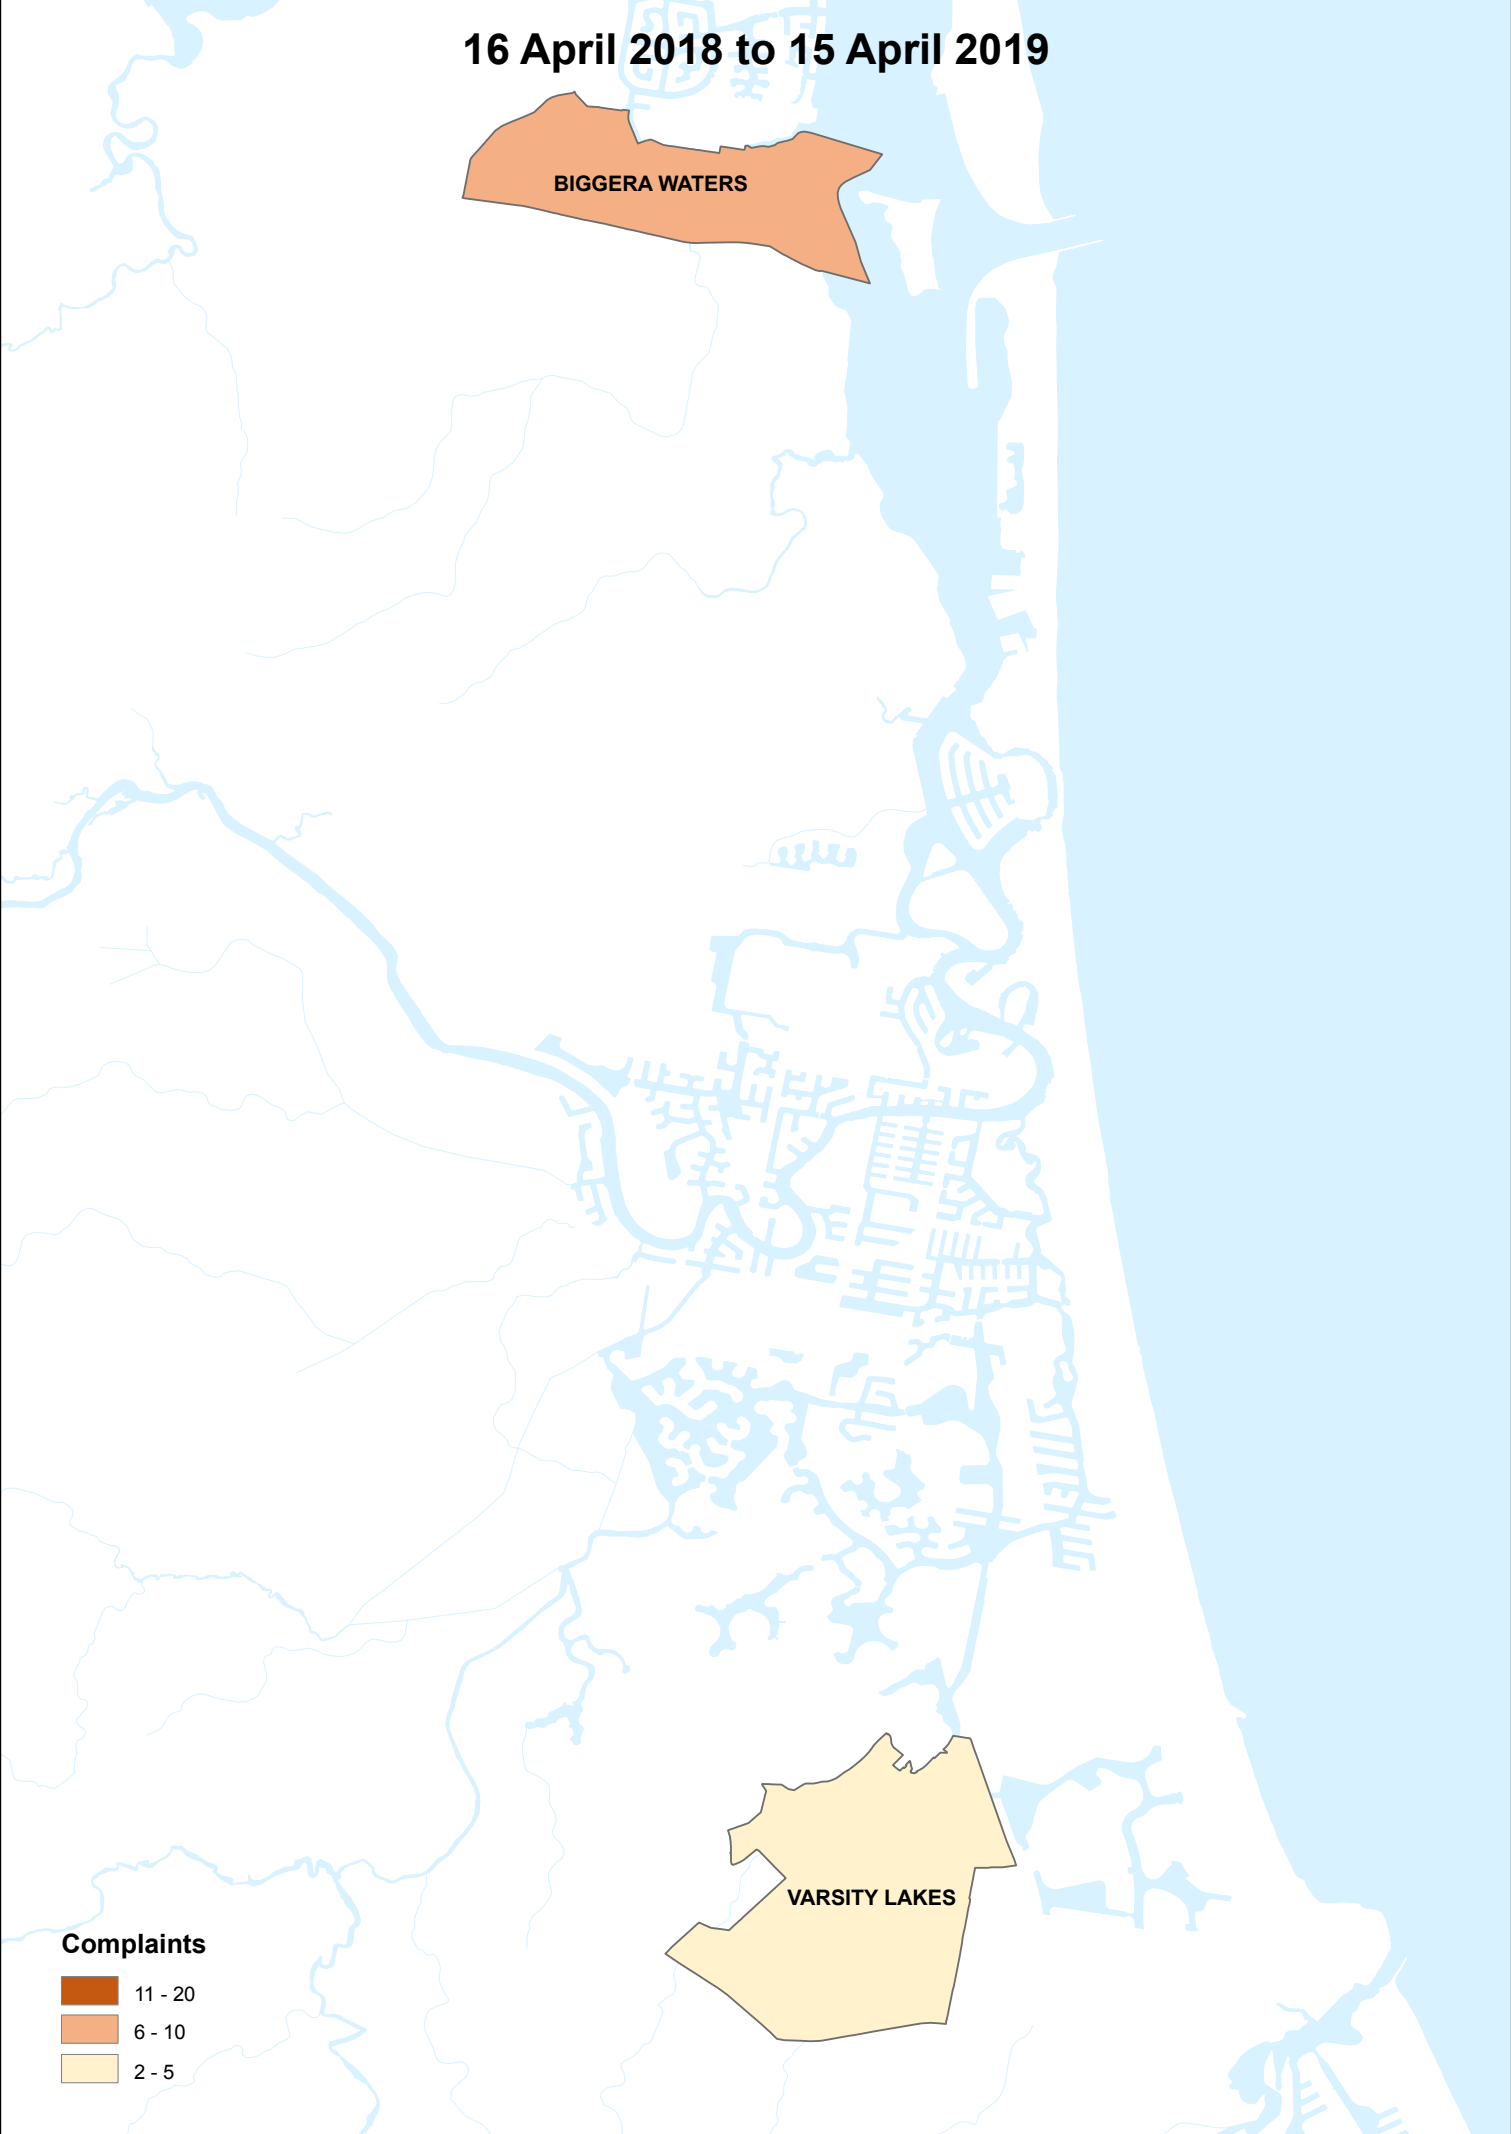 16 April 2018 to 15 April 2019
BIGGERA WATERS
VARSITY LAKES
Complaints
11 - 20
6 - 10
2 - 5